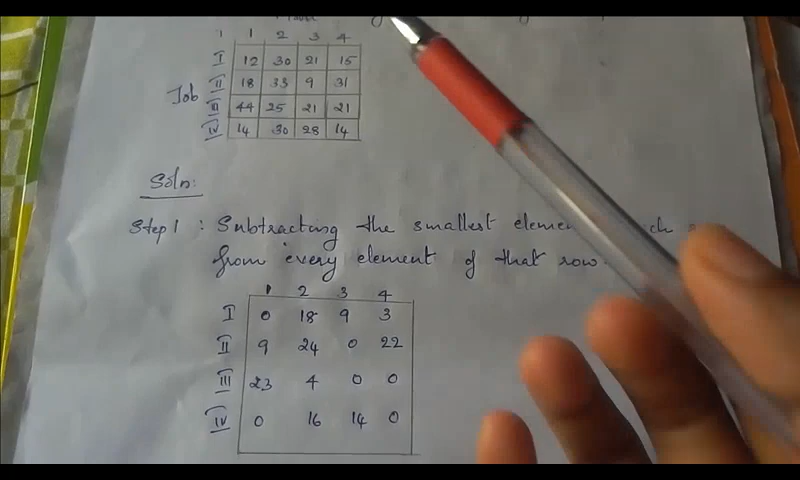 1 2 3 4
I 12 30 21 15
Job II 18 33 9 31
III 44 25 21 21
IV 14 30 28 14
Soln:
Step 1 : Subtracting the smallest
from every element of that row.
1 2 3 4
I 0 18 9 3
II 9 24 0 22
III 23 4 0 0
IV 0 16 14 0